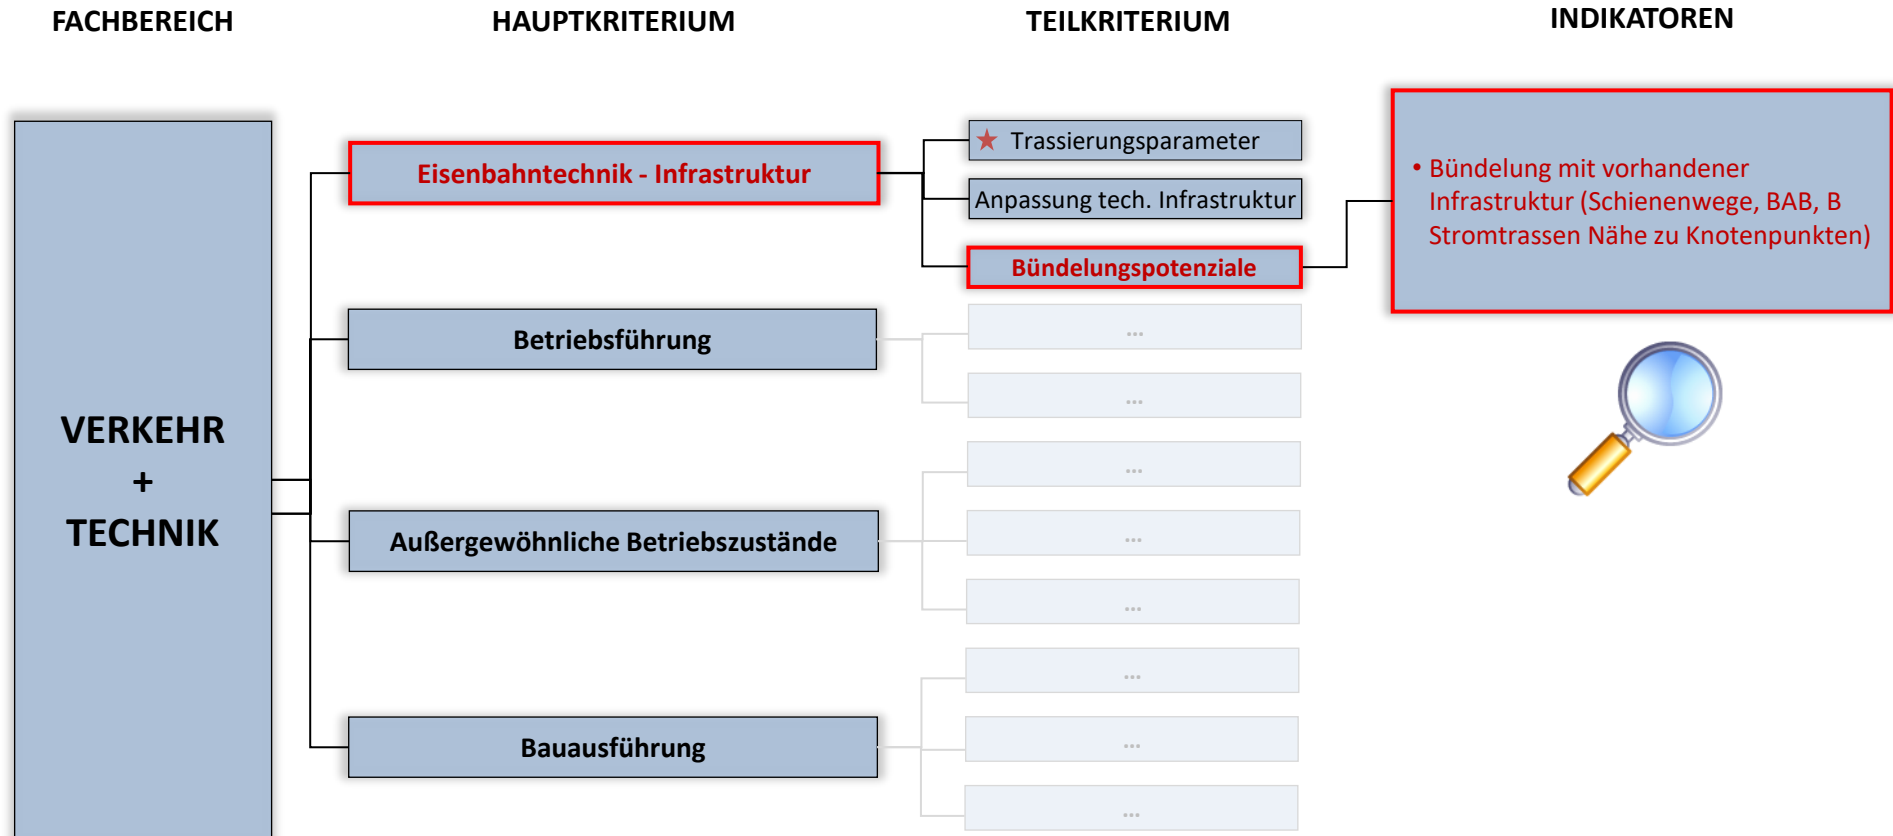 FACHBEREICH
HAUPTKRITERIUM
TEILKRITERIUM
INDIKATOREN
VERKEHR
+
TECHNIK
Eisenbahntechnik - Infrastruktur
Trassierungsparameter
Anpassung tech. Infrastruktur
Bündelungspotenziale
• Bündelung mit vorhandener
Infrastruktur (Schienenwege, BAB, B
Stromtrassen Nähe zu Knotenpunkten)
Betriebsführung
...
...
Außergewöhnliche Betriebszustände
...
...
...
Bauausführung
...
...
...